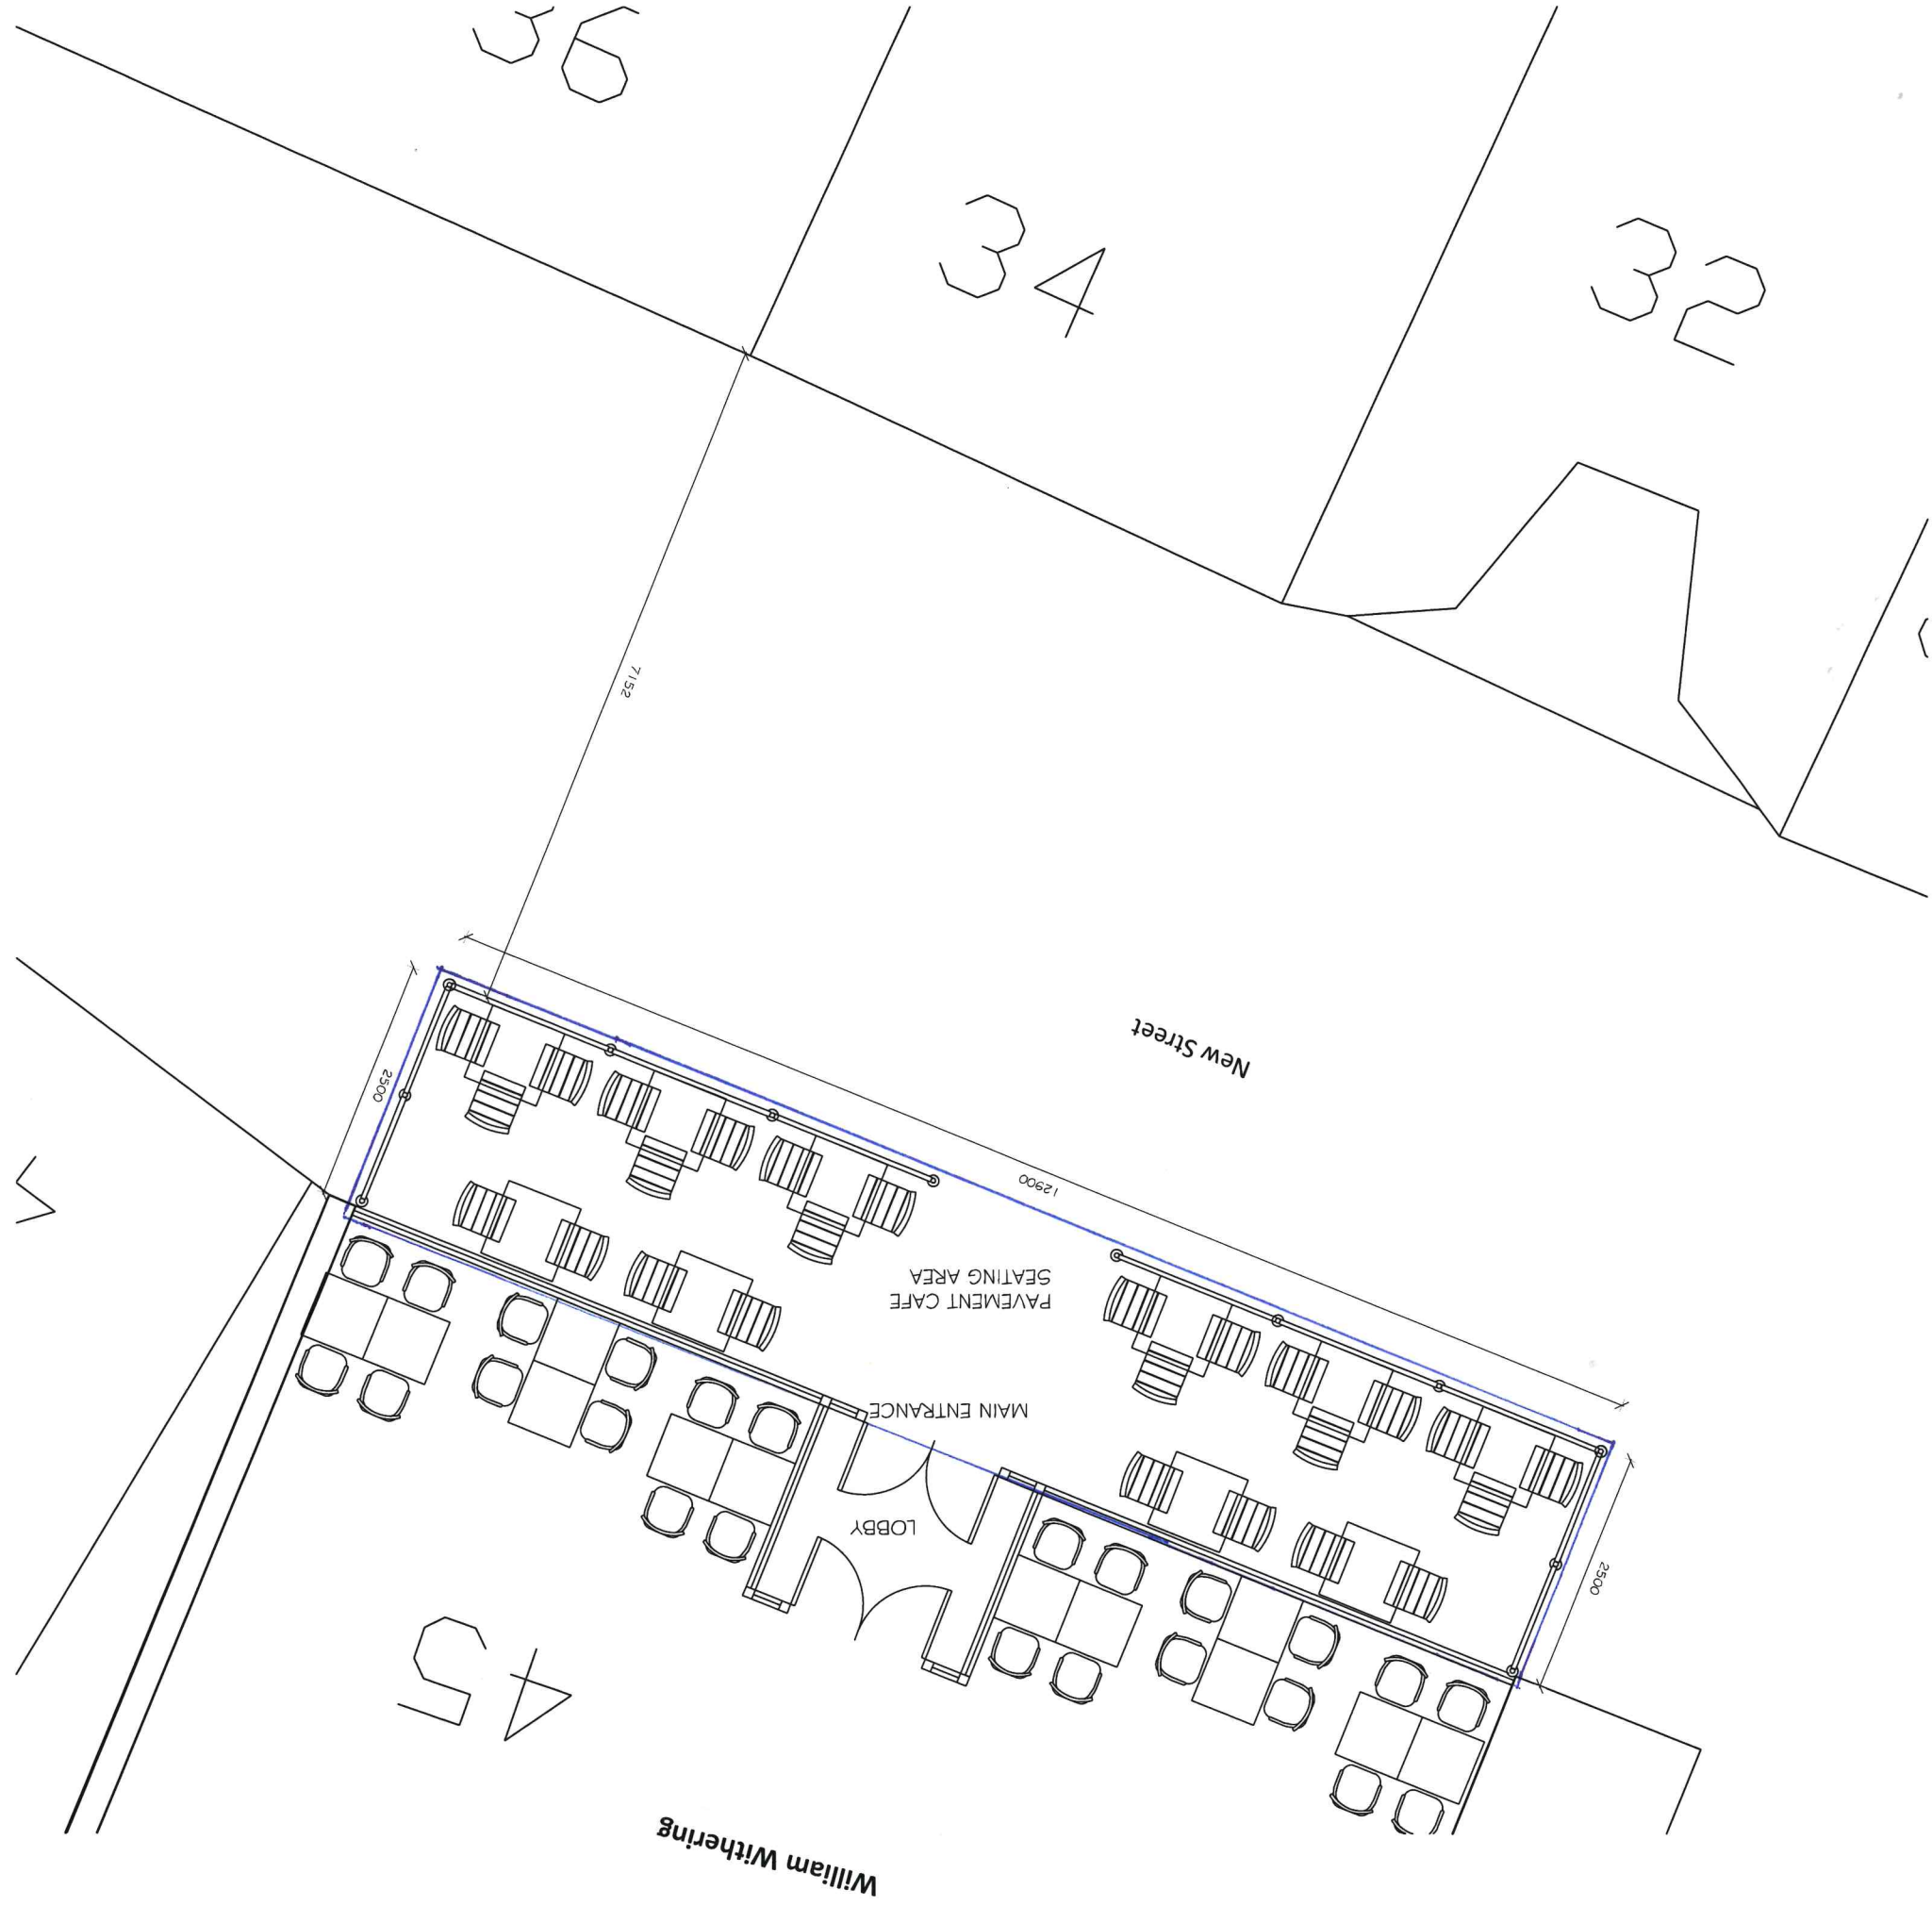 36
34
32
7152
2500
12900
New Street
PAVEMENT CAFE
SEATING AREA
MAIN ENTRANCE
LOBBY
2500
45
William Withering